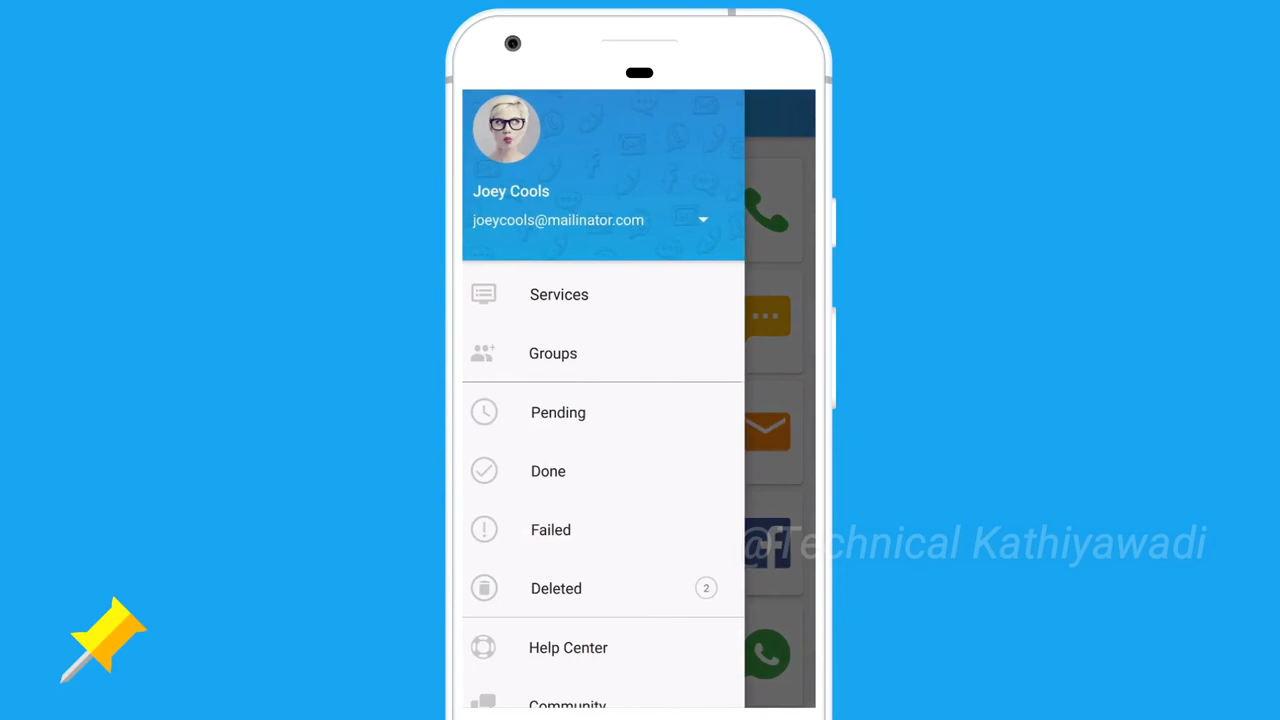 Joey Cools
joeycools@mailinator.com
Services
Groups
Pending
Done
Failed
Deleted 2
@Technical Kathiyawadi
Help Center
Community